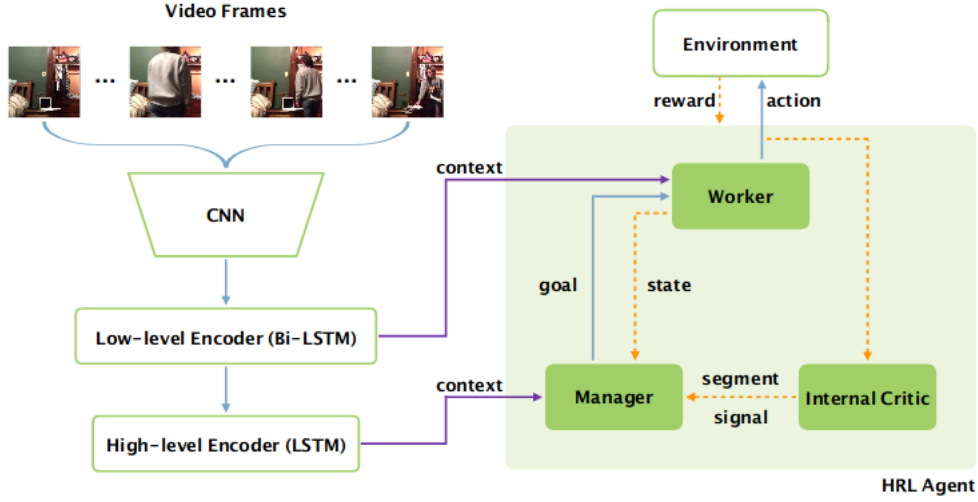 Video Frames
... ... ...
CNN
Low-level Encoder (Bi-LSTM)
High-level Encoder (LSTM)
context
context
Environment
reward
action
Worker
goal
state
Manager
segment
signal
Internal Critic
HRL Agent